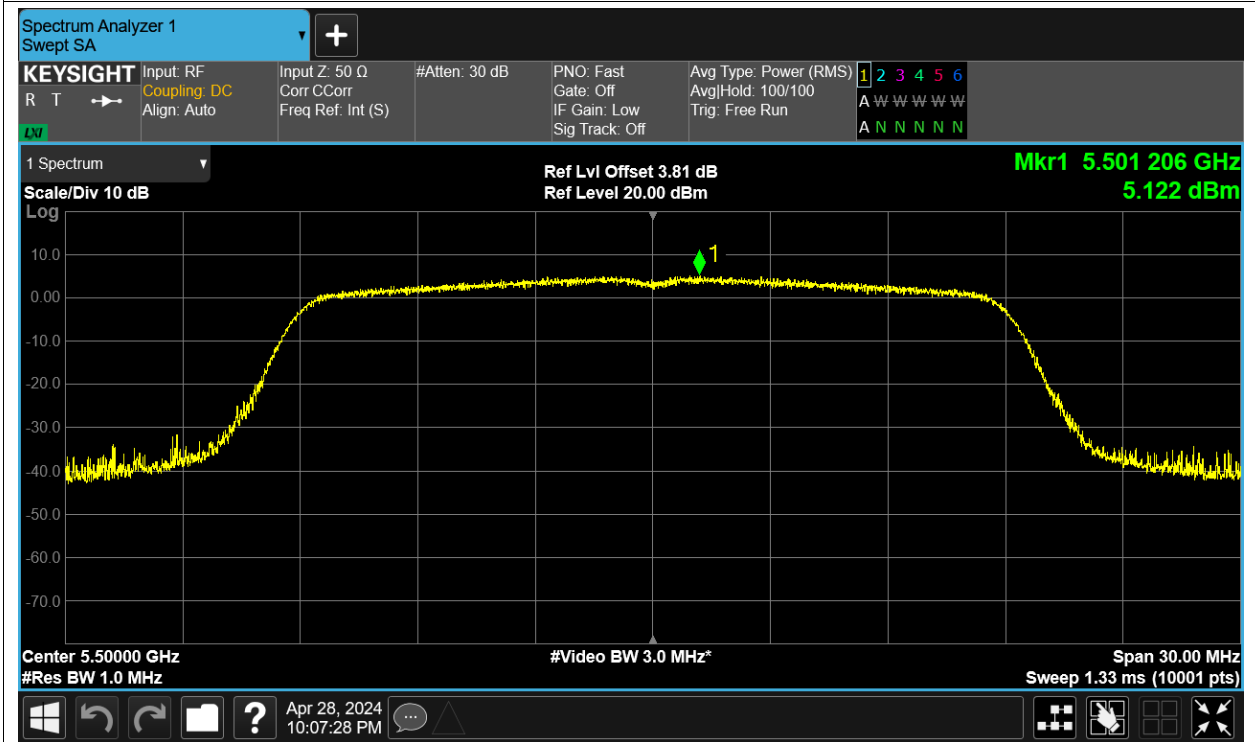 Spectrum Analyzer 1
Swept SA
+
KEYSIGHT
R T
LXI
Input: RF
Coupling: DC
Align: Auto
Input Z: 50 Ω
Corr CCorr
Freq Ref: Int (S)
#Atten: 30 dB
PNO: Fast
Gate: Off
IF Gain: Low
Sig Track: Off
Avg Type: Power (RMS)
Avg|Hold: 100/100
Trig: Free Run
1 2 3 4 5 6
A W W W W W
A N N N N N
1 Spectrum
Scale/Div 10 dB
Log
Ref Lvl Offset 3.81 dB
Ref Level 20.00 dBm
Mkr1 5.501 206 GHz
5.122 dBm
1
10.0
0.00
-10.0
-20.0
-30.0
-40.0
-50.0
-60.0
-70.0
Center 5.50000 GHz
#Res BW 1.0 MHz
#Video BW 3.0 MHz*
Span 30.00 MHz
Sweep 1.33 ms (10001 pts)
?
Apr 28, 2024
10:07:28 PM